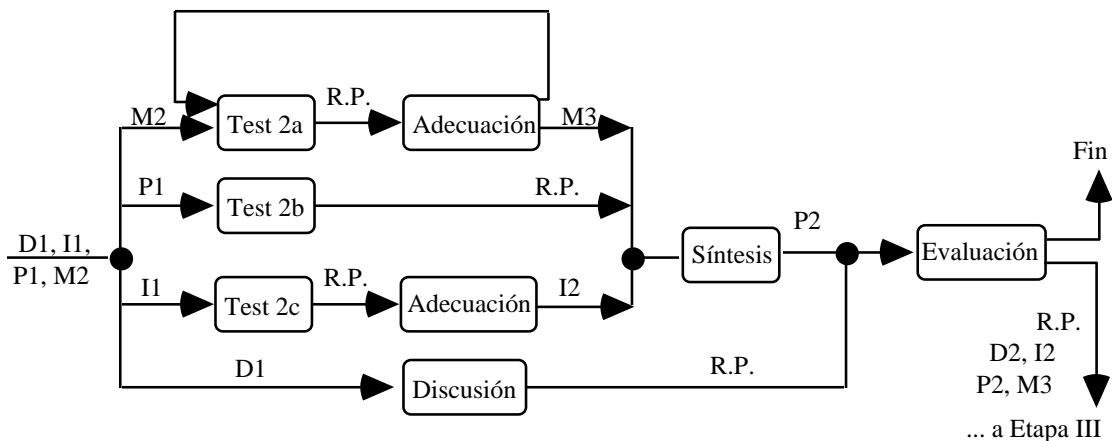 R.P.
M2
Test 2a
Adecuación
M3
Fin
P1
Test 2b
R.P.
D1, I1,
P1, M2
P2
Síntesis
Evaluación
I1
Test 2c
R.P.
Adecuación
I2
D1
Discusión
R.P.
R.P.
D2, I2
P2, M3
... a Etapa III